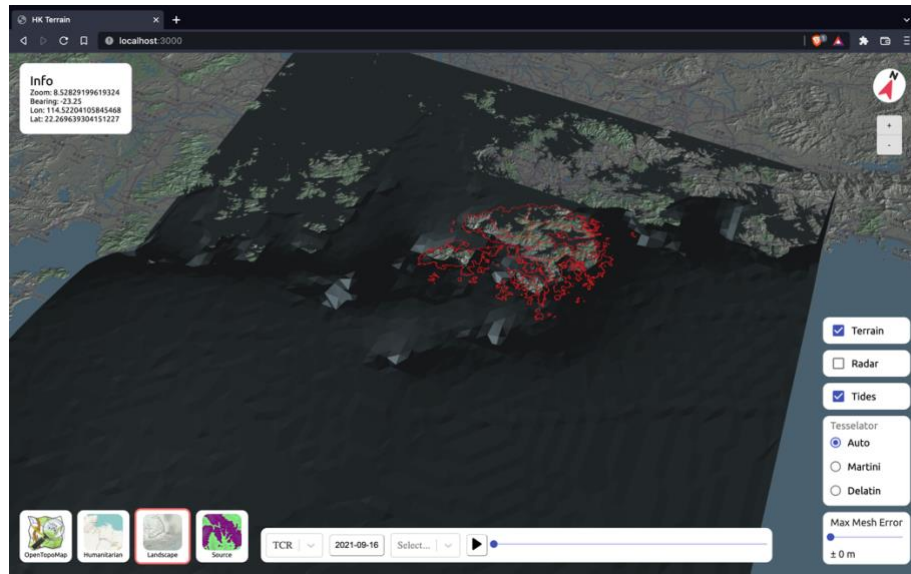 HK Terrain
localhost:3000
Info
Zoom: 8.52829199619324
Bearing: -23.25
Lon: 114.52204105845468
Lat: 22.269639304151227
N
+
-
Terrain
Radar
Tides
Tesselator
Auto
Martini
Delatin
Max Mesh Error
± 0 m
OpenTopoMap
Humanitarian
Landscape
Source
TCR
2021-09-16
Select...